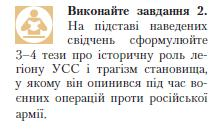 Виконайте завдання 2.
На підставі наведених
свідчень сформулюйте
3–4 тези про історичну роль ле-
гіону УСС і трагізм становища,
у якому він опинився під час во-
єнних операцій проти російської
армії.